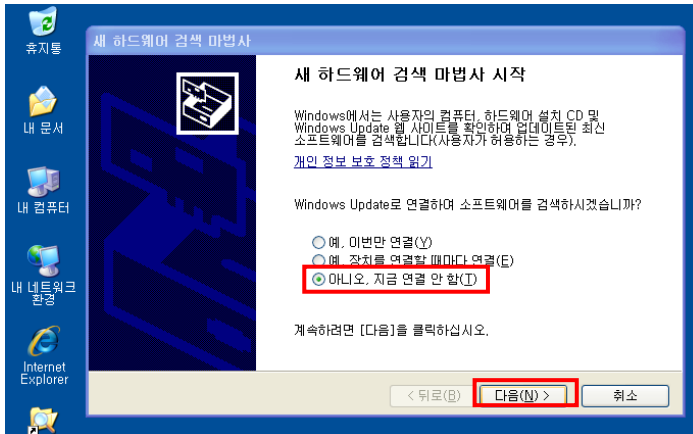 휴지통
내 문서
내 컴퓨터
내 네트워크
환경
Internet
Explorer
새 하드웨어 검색 마법사
새 하드웨어 검색 마법사 시작
Windows에서는 사용자의 컴퓨터, 하드웨어 설치 CD 및
Windows Update 웹 사이트를 확인하여 업데이트된 최신
소프트웨어를 검색합니다(사용자가 허용하는 경우).
개인 정보 보호 정책 읽기
Windows Update로 연결하여 소프트웨어를 검색하시겠습니까?
예, 이번만 연결(Y)
예, 장치를 연결할 때마다 연결(E)
아니오, 지금 연결 안 함(T)
계속하려면 [다음]을 클릭하십시오.
< 뒤로(B)
다음(N) >
취소